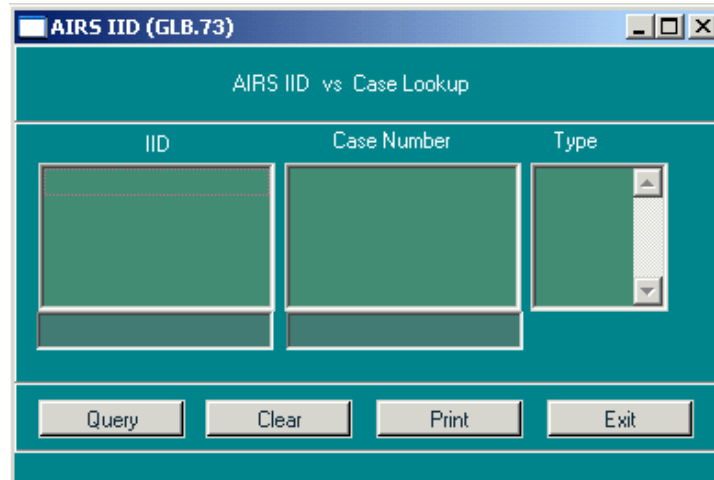 AIRS IID (GLB.73)
AIRS IID vs Case Lookup
IID Case Number Type
Query Clear Print Exit